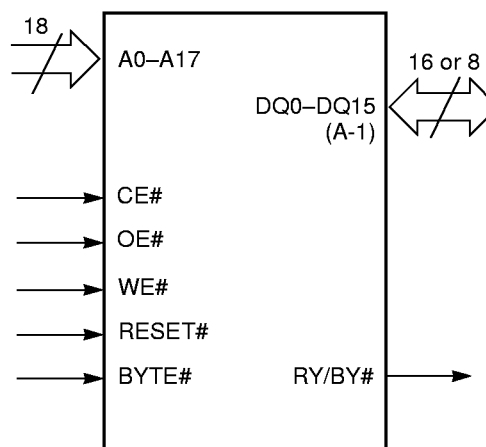 18
A0–A17
16 or 8
DQ0–DQ15
(A-1)
CE#
OE#
WE#
RESET#
BYTE#
RY/BY#